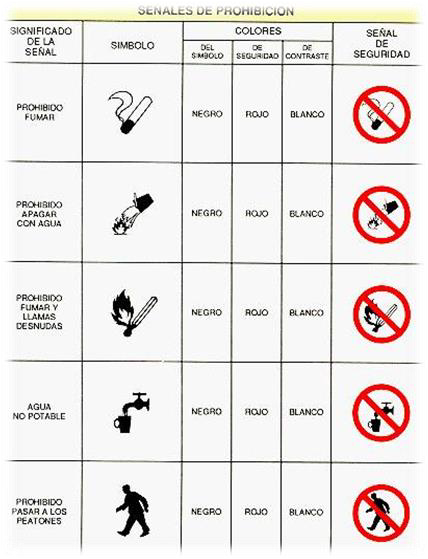 SEÑALES DE PROHIBICION
SIGNIFICADO
DE LA
SEÑAL
SIMBOLO
COLORES
DEL
SIMBOLO
DE
SEGURIDAD
DE
CONTRASTE
SEÑAL
DE
SEGURIDAD
PROHIBIDO
FUMAR
NEGRO
ROJO
BLANCO
PROHIBIDO
APAGAR
CON AGUA
NEGRO
ROJO
BLANCO
PROHIBIDO
FUMAR Y
LLAMAS
DESNUDAS
NEGRO
ROJO
BLANCO
AGUA
NO POTABLE
NEGRO
ROJO
BLANCO
PROHIBIDO
PASAR A LOS
PEATONES
NEGRO
ROJO
BLANCO